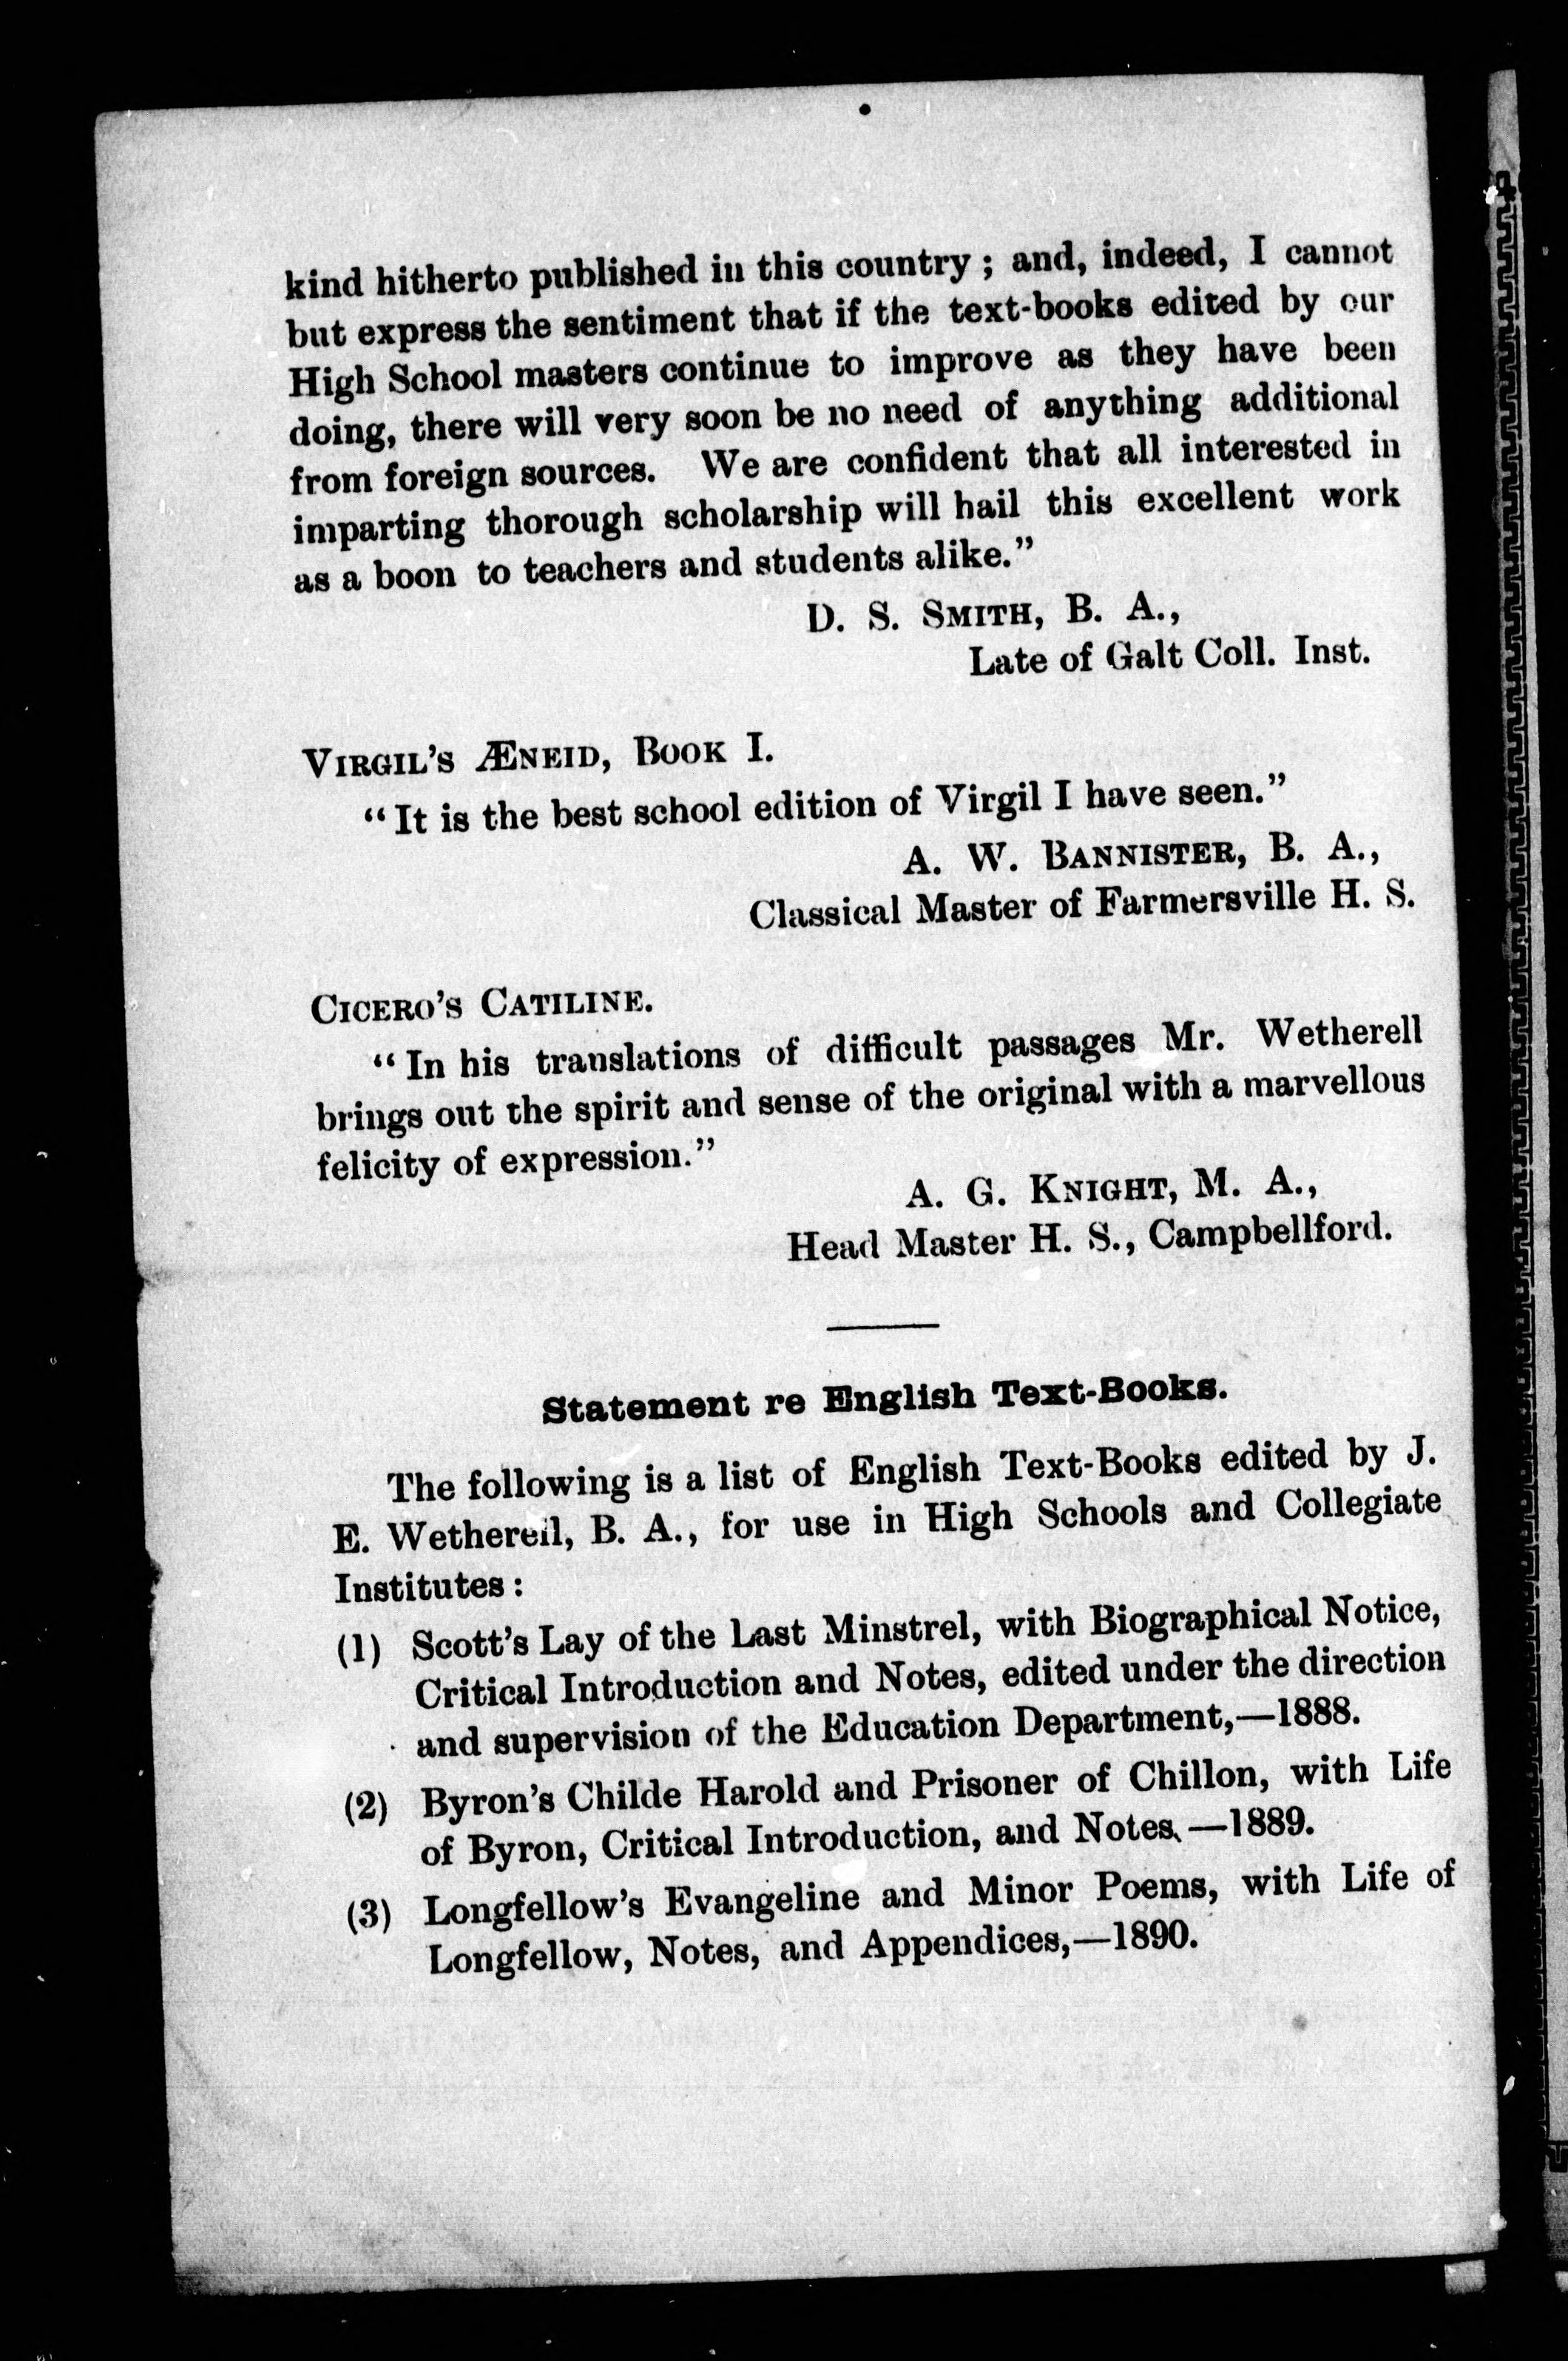 kind hitherto published in this country ; and, indeed, I cannot
but express the sentiment that if the text-books edited by our
High School masters continue to improve as they have been
doing, there will very soon be no need of anything additional
from foreign sources. We are confident that all interested in
imparting thorough scholarship will hail this excellent work
as a boon to teachers and students alike.”
D. S. SMITH, B. A.,
Late of Galt Coll. Inst.
VIRGIL’S ÆNEID, BOOK I.
“It is the best school edition of Virgil I have seen.”
A. W. BANNISTER, B. A.,
Classical Master of Farmersville H. S.
CICERO’S CATILINE.
“In his translations of difficult passages Mr. Wetherell
brings out the spirit and sense of the original with a marvellous
felicity of expression.”
A. G. KNIGHT, M. A.,
Head Master H. S., Campbellford.
Statement re English Text-Books.
The following is a list of English Text-Books edited by J.
E. Wetherell, B. A., for use in High Schools and Collegiate
Institutes :
(1) Scott’s Lay of the Last Minstrel, with Biographical Notice,
Critical Introduction and Notes, edited under the direction
and supervision of the Education Department,—1888.
(2) Byron’s Childe Harold and Prisoner of Chillon, with Life
of Byron, Critical Introduction, and Notes,—1889.
(3) Longfellow’s Evangeline and Minor Poems, with Life of
Longfellow, Notes, and Appendices,—1890.